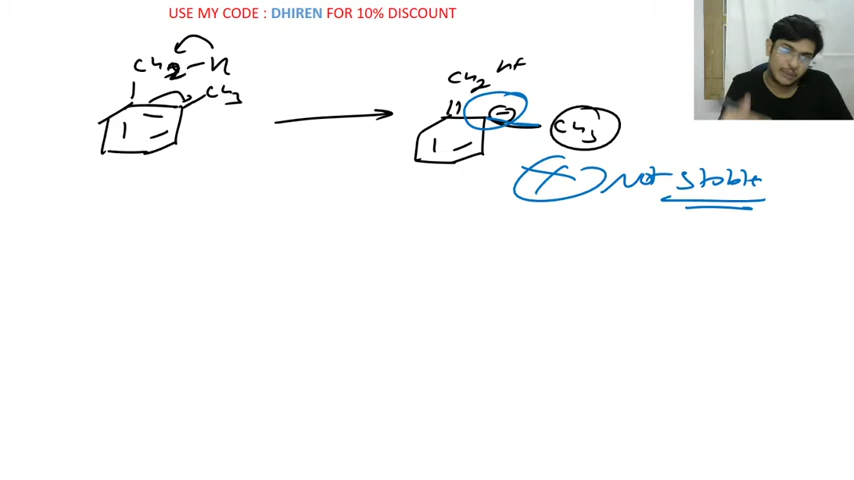 USE MY CODE : DHIREN FOR 10% DISCOUNT
CH2-H
CH3
CH2
CH3
Not stable